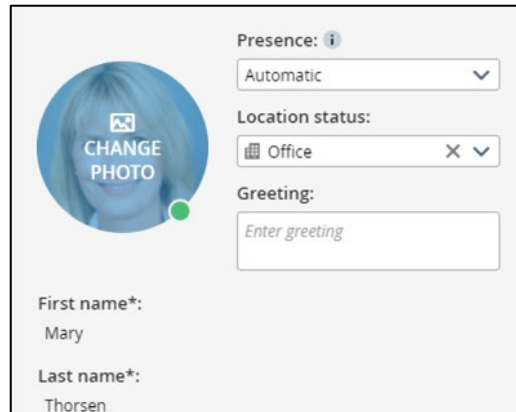 Presence:
Automatic
Location status:
Office
CHANGE
PHOTO
Greeting:
Enter greeting
First name*:
Mary
Last name*:
Thorsen